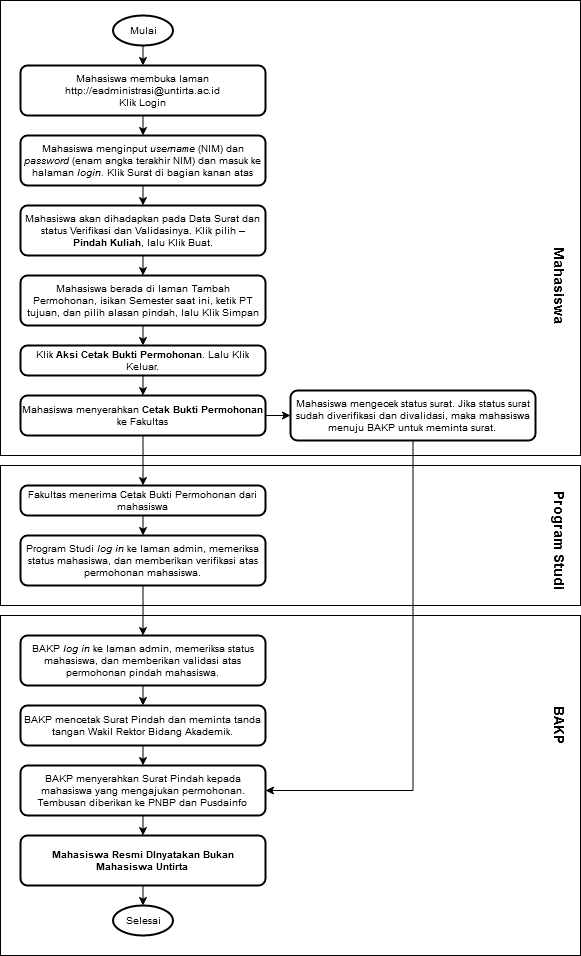 Mulai
Mahasiswa membuka laman
http://eadministrasi@untirta.ac.id
Klik Login
Mahasiswa menginput username (NIM) dan
password (enam angka terakhir NIM) dan masuk ke
halaman login. Klik Surat di bagian kanan atas
Mahasiswa akan dihadapkan pada Data Surat dan
status Verifikasi dan Validasinya. Klik pilih –
Pindah Kuliah, lalu Klik Buat.
Mahasiswa berada di laman Tambah
Permohonan, isikan Semester saat ini, ketik PT
tujuan, dan pilih alasan pindah, lalu Klik Simpan
Klik Aksi Cetak Bukti Permohonan. Lalu Klik
Keluar.
Mahasiswa menyerahkan Cetak Bukti Permohonan
ke Fakultas
Mahasiswa mengecek status surat. Jika status surat
sudah diverifikasi dan divalidasi, maka mahasiswa
menuju BAKP untuk meminta surat.
Mahasiswa
Fakultas menerima Cetak Bukti Permohonan dari
mahasiswa
Program Studi log in ke laman admin, memeriksa
status mahasiswa, dan memberikan verifikasi atas
permohonan mahasiswa.
Program Studi
BAKP log in ke laman admin, memeriksa status
mahasiswa, dan memberikan validasi atas
permohonan pindah mahasiswa.
BAKP mencetak Surat Pindah dan meminta tanda
tangan Wakil Rektor Bidang Akademik.
BAKP menyerahkan Surat Pindah kepada
mahasiswa yang mengajukan permohonan.
Tembusan diberikan ke PNBP dan Pusdainfo
Mahasiswa Resmi DInyatakan Bukan
Mahasiswa Untirta
Selesai
BAKP